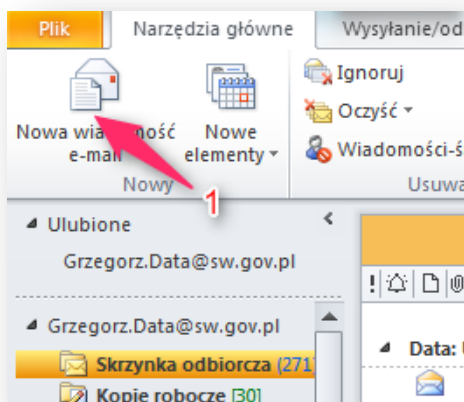 Plik Narzędzia główne Wysyłanie/od
Ignoruj
Oczyść
Wiadomości-ś
Nowa wiadomość e-mail
Nowe elementy
Nowy
Usuwa
1
Ulubione
Grzegorz.Data@sw.gov.pl
Grzegorz.Data@sw.gov.pl
Data:
Skrzynka odbiorcza (271
Kopie robocze [30]